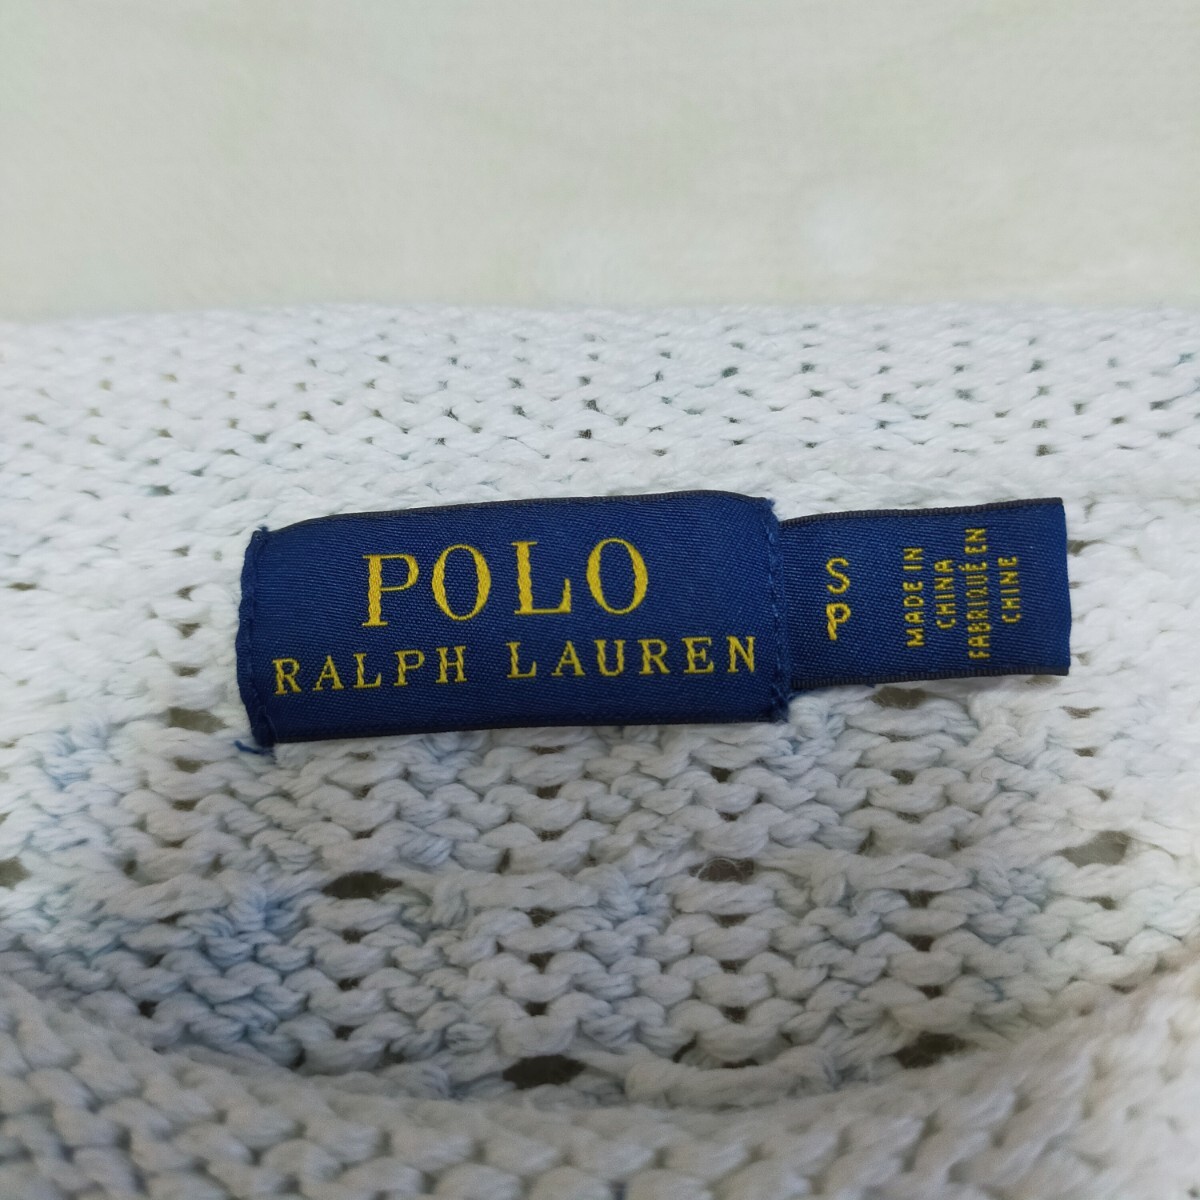 POLO
RALPH LAUREN
S
P
MADE IN
CHINA
FABRIQUÉ EN
CHINE